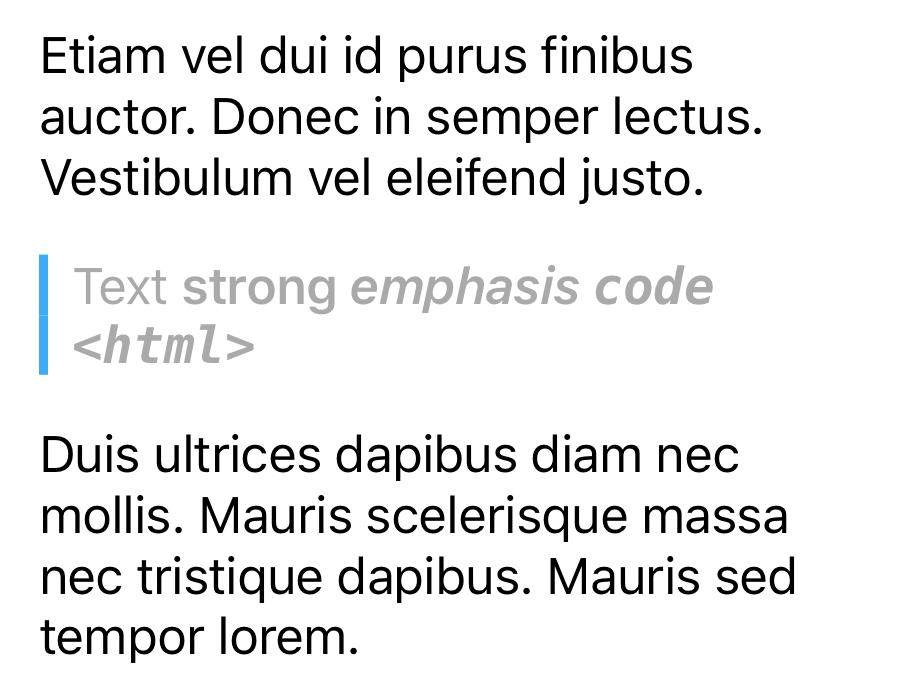 Etiam vel dui id purus finibus
auctor. Donec in semper lectus.
Vestibulum vel eleifend justo.
Text strong emphasis code
<html>
Duis ultrices dapibus diam nec
mollis. Mauris scelerisque massa
nec tristique dapibus. Mauris sed
tempor lorem.